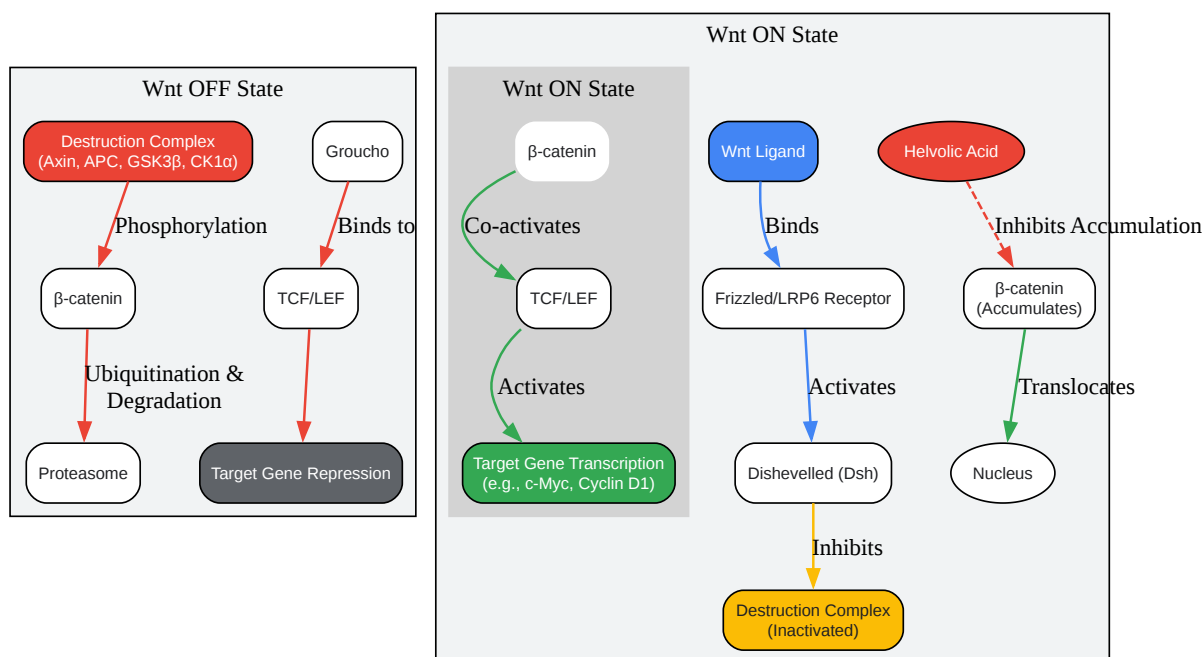 Wnt OFF State
Destruction Complex
(Axin, APC, GSK3β, CK1α)
Groucho
Phosphorylation
Binds to
β-catenin
TCF/LEF
Ubiquitination &
Degradation
Proteasome
Target Gene Repression
Wnt ON State
Wnt ON State
β-catenin
Co-activates
TCF/LEF
Activates
Target Gene Transcription
(e.g., c-Myc, Cyclin D1)
Wnt Ligand
Binds
Frizzled/LRP6 Receptor
Activates
Dishevelled (Dsh)
Inhibits
Destruction Complex
(Inactivated)
Helvolic Acid
Inhibits Accumulation
β-catenin
(Accumulates)
Translocates
Nucleus